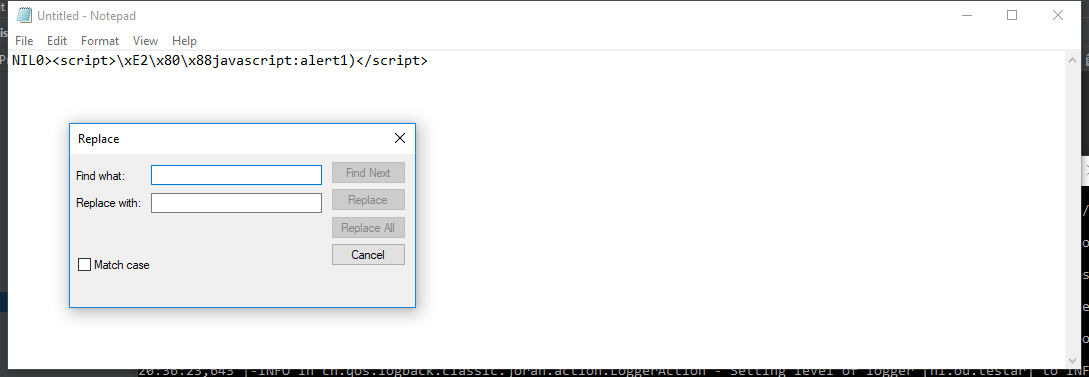 Untitled - Notepad
File Edit Format View Help
NIL0><script>\xE2\x80\x88javascript:alert1)</script>
Replace
Find what:
Find Next
Replace with:
Replace
Replace All
Cancel
Match case
20:36:23,643 |-INFO in ch.qos.logback.classic.joran.action.LoggerAction - Setting level of logger [nl.ou.testar] to INF